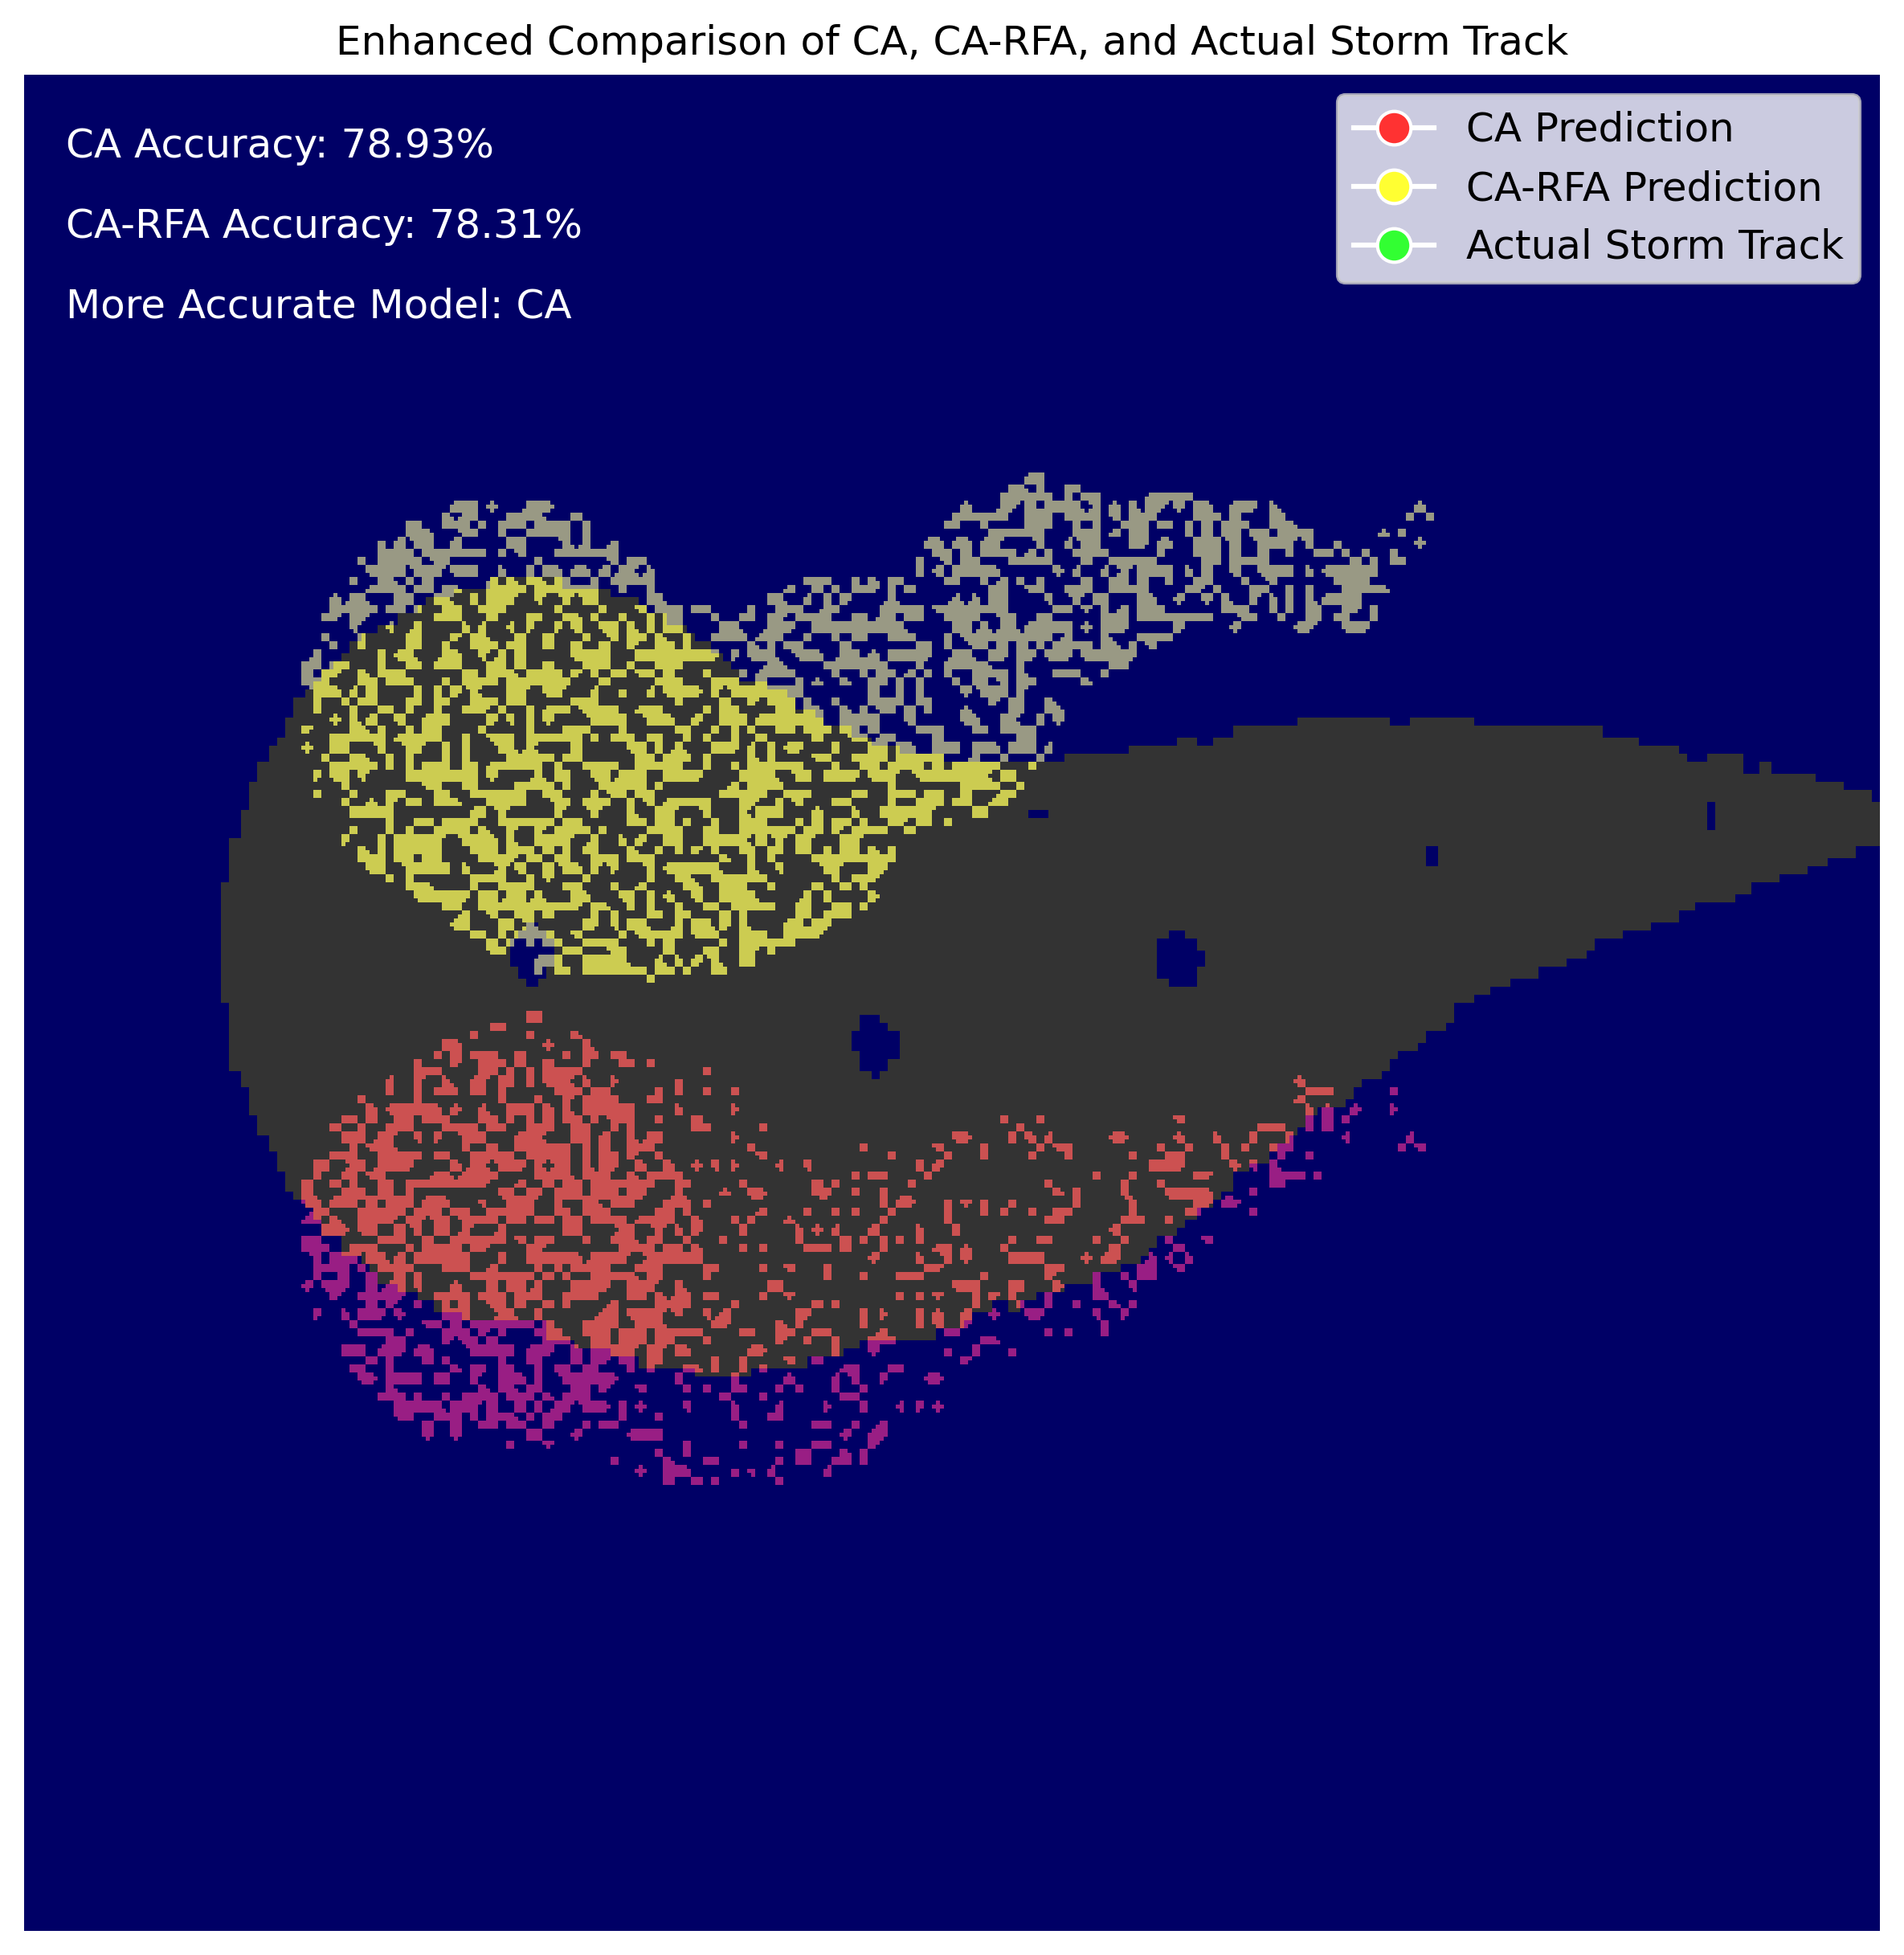 Enhanced Comparison of CA, CA-RFA, and Actual Storm Track
CA Accuracy: 78.93%
CA-RFA Accuracy: 78.31%
More Accurate Model: CA
CA Prediction
CA-RFA Prediction
Actual Storm Track